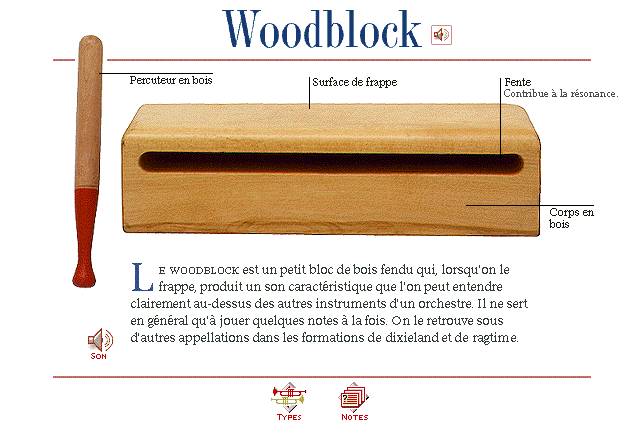 Woodblock
Percuteur en bois
Surface de frappe
Fente
Contribue à la résonance.
Corps en
bois
LE WOODBLOCK est un petit bloc de bois fendu qui, lorsqu'on le
frappe, produit un son caractéristique que l'on peut entendre
clairement au-dessus des autres instruments d'un orchestre. Il ne sert
en général qu'à jouer quelques notes à la fois. On le retrouve sous
d'autres appellations dans les formations de dixieland et de ragtime.
SON
TYPES
NOTES